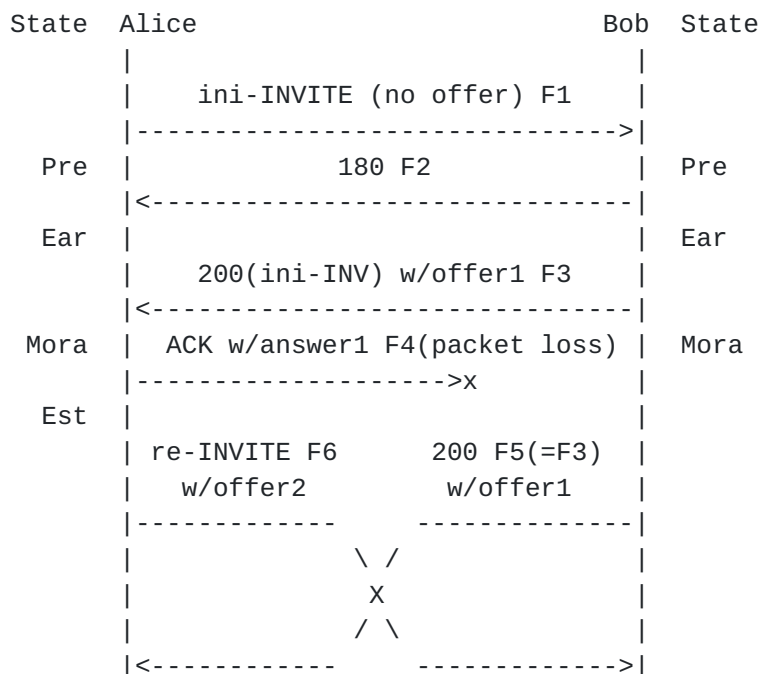 State  Alice                             Bob  State
       |                                |
       |    ini-INVITE (no offer) F1    |
       |------------------------------->|
  Pre  |             180 F2             |  Pre
       |<-------------------------------|
  Ear  |                                |  Ear
       |    200(ini-INV) w/offer1 F3    |
       |<-------------------------------|
 Mora  |  ACK w/answer1 F4(packet loss) |  Mora
       |-------------------->x          |
  Est  |                                |
       | re-INVITE F6      200 F5(=F3)  |
       |   w/offer2         w/offer1    |
       |-------------     --------------|
       |              \ /               |
       |               X                |
       |              / \               |
       |<------------     ------------->|